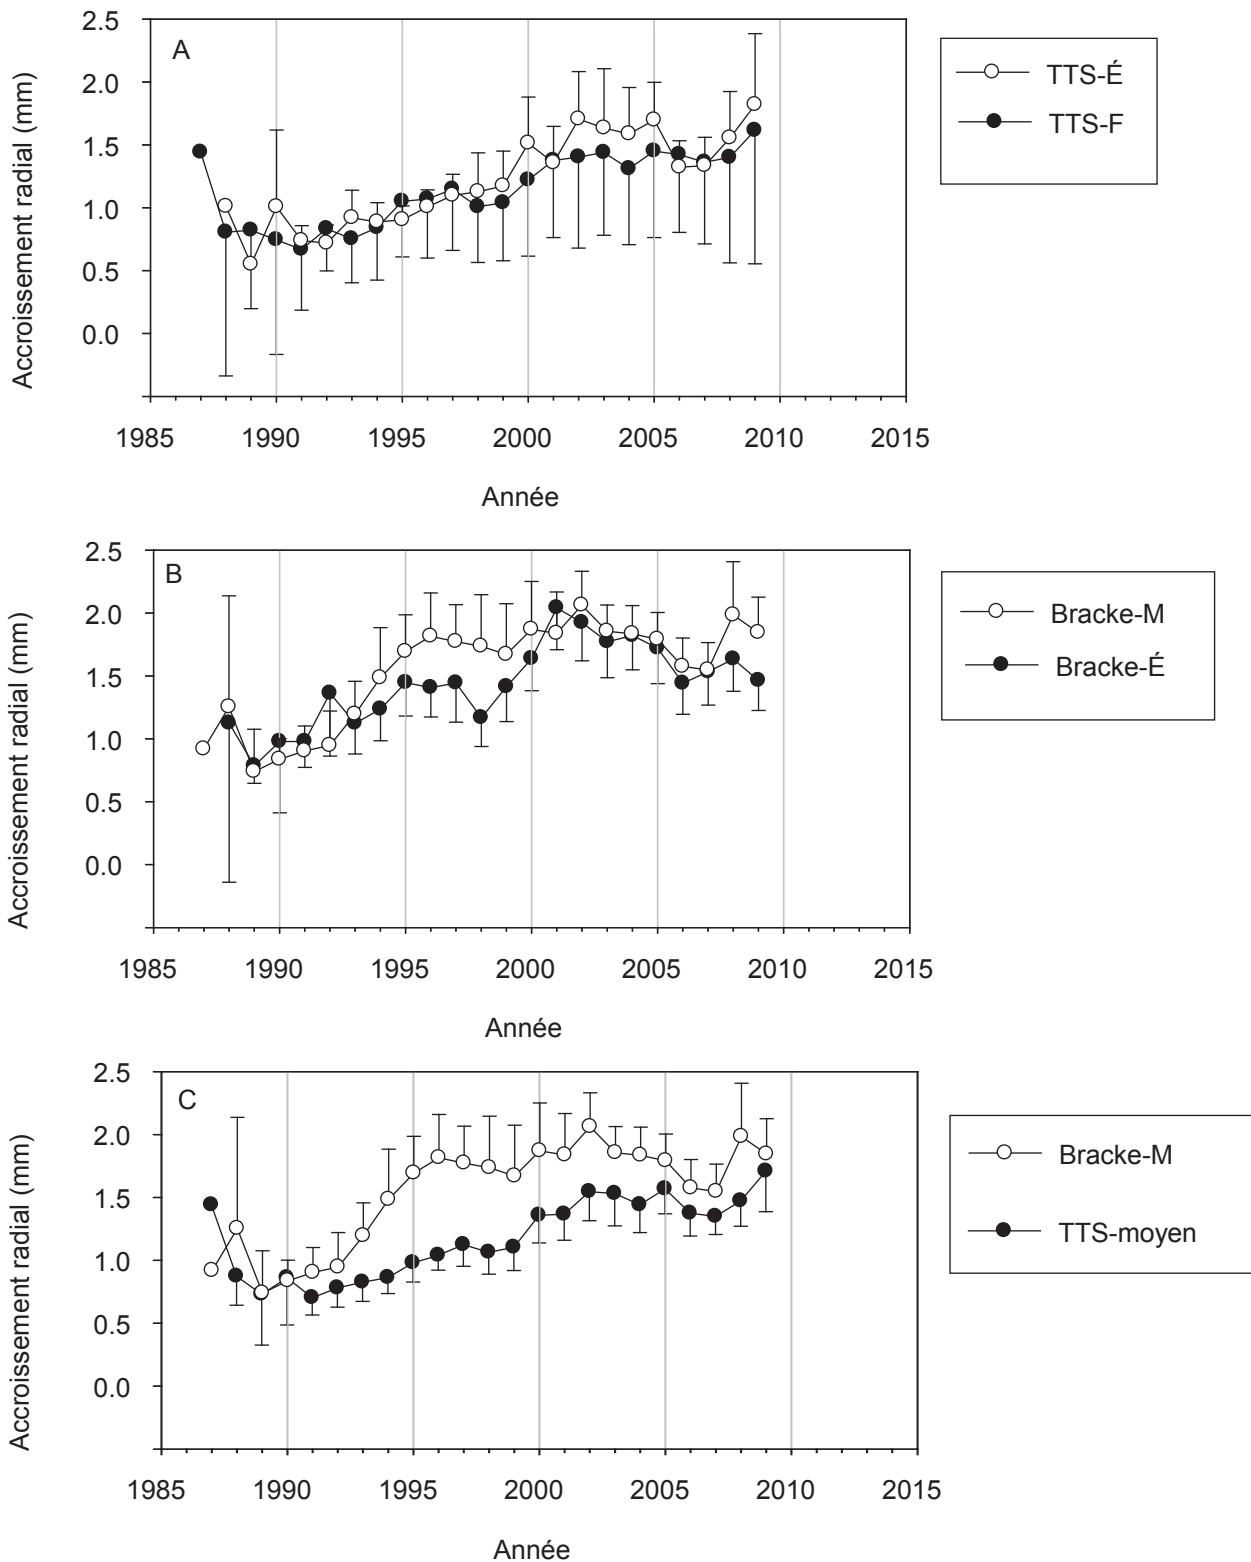 A
2.5
2.0
1.5
1.0
0.5
0.0
Accroissement radial (mm)
1985 1990 1995 2000 2005 2010 2015
Année
TTS-É
TTS-F
B
2.5
2.0
1.5
1.0
0.5
0.0
Accroissement radial (mm)
1985 1990 1995 2000 2005 2010 2015
Année
Bracke-M
Bracke-É
C
2.5
2.0
1.5
1.0
0.5
0.0
Accroissement radial (mm)
1985 1990 1995 2000 2005 2010 2015
Année
Bracke-M
TTS-moyen